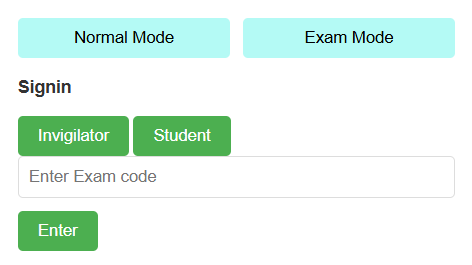 Normal Mode Exam Mode
Signin
Invigilator Student
Enter Exam code
Enter